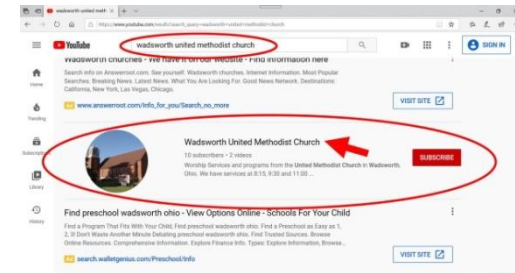 wadsworth united methodist church
https://www.youtube.com/results?search_query=wadsworth+united+methodist+church
YouTube
wadsworth united methodist church
SIGN IN
Wadsworth churches - We have it on our website - Find information here
Search info on Answerroot.com. See yourself. Wadsworth churches. Internet Information. Most Popular
Searches. Breaking News. Latest News. What You Are Looking For. Good News Network. Destinations:
California, New York, Las Vegas, Chicago.
Ad www.answerroot.com/Info_for_you/Search_no_more
VISIT SITE
Home
Trending
Subscriptions
Library
History
Wadsworth United Methodist Church
10 subscribers • 2 videos
Worship Services and programs from the United Methodist Church in Wadsworth,
Ohio. We have services at 8:15, 9:30 and 11:00 ...
SUBSCRIBE
Find preschool wadsworth ohio - View Options Online - Schools For Your Child
Find a Program That Fits With Your Child, Find preschool wadsworth ohio. Find a Preschool as Easy as 1,
2, 3! Don't Waste Another Minute Debating preschool wadsworth ohio. Find Trusted Sources. Browse
Online Resources. Comprehensive Information. Explore Finance Info. Types: Explore Information, Browse...
Ad search.walletgenius.com/Preschool/Info
VISIT SITE